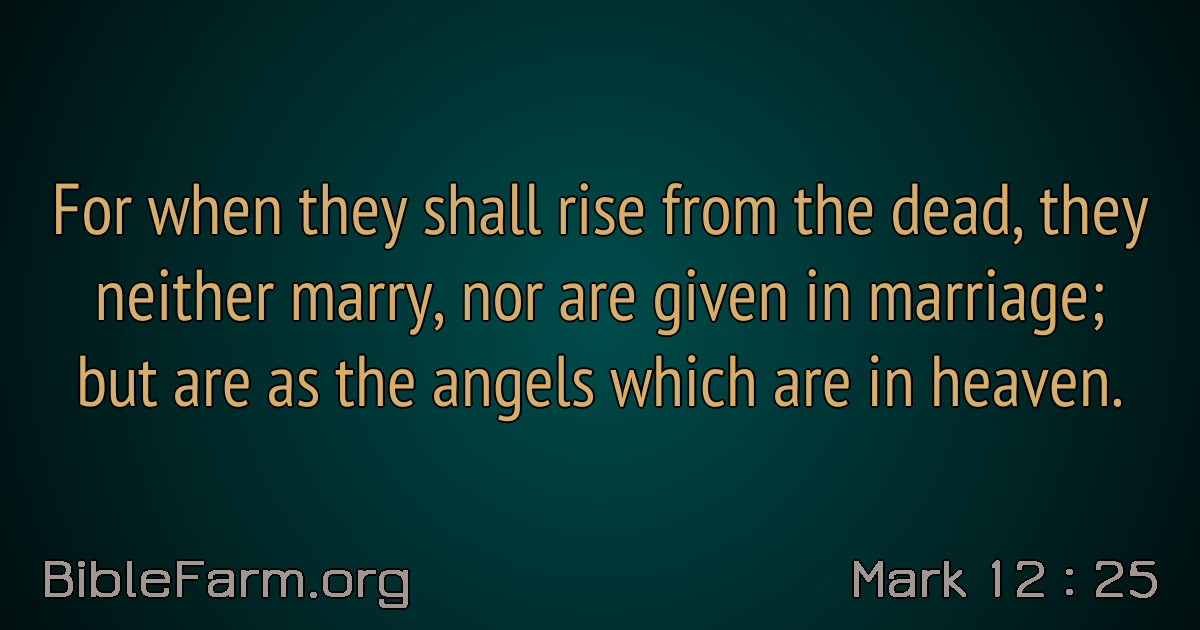 For when they shall rise from the dead, they
neither marry, nor are given in marriage;
but are as the angels which are in heaven.
BibleFarm.org
Mark 12 : 25